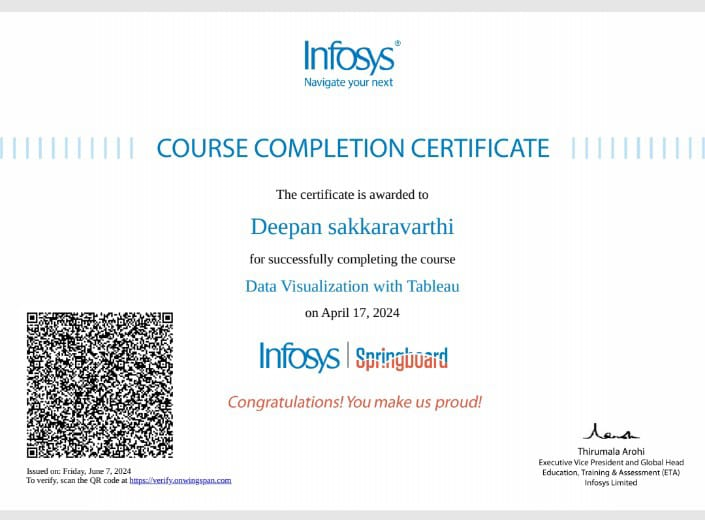 Infosys®
Navigate your next
COURSE COMPLETION CERTIFICATE
The certificate is awarded to
Deepan sakkaravarthi
for successfully completing the course
Data Visualization with Tableau
on April 17, 2024
Infosys | Springboard
Congratulations! You make us proud!
Issued on: Friday, June 7, 2024
To verify, scan the QR code at https://verify.onwingspan.com
Thirumala Arohi
Executive Vice President and Global Head
Education, Training & Assessment (ETA)
Infosys Limited